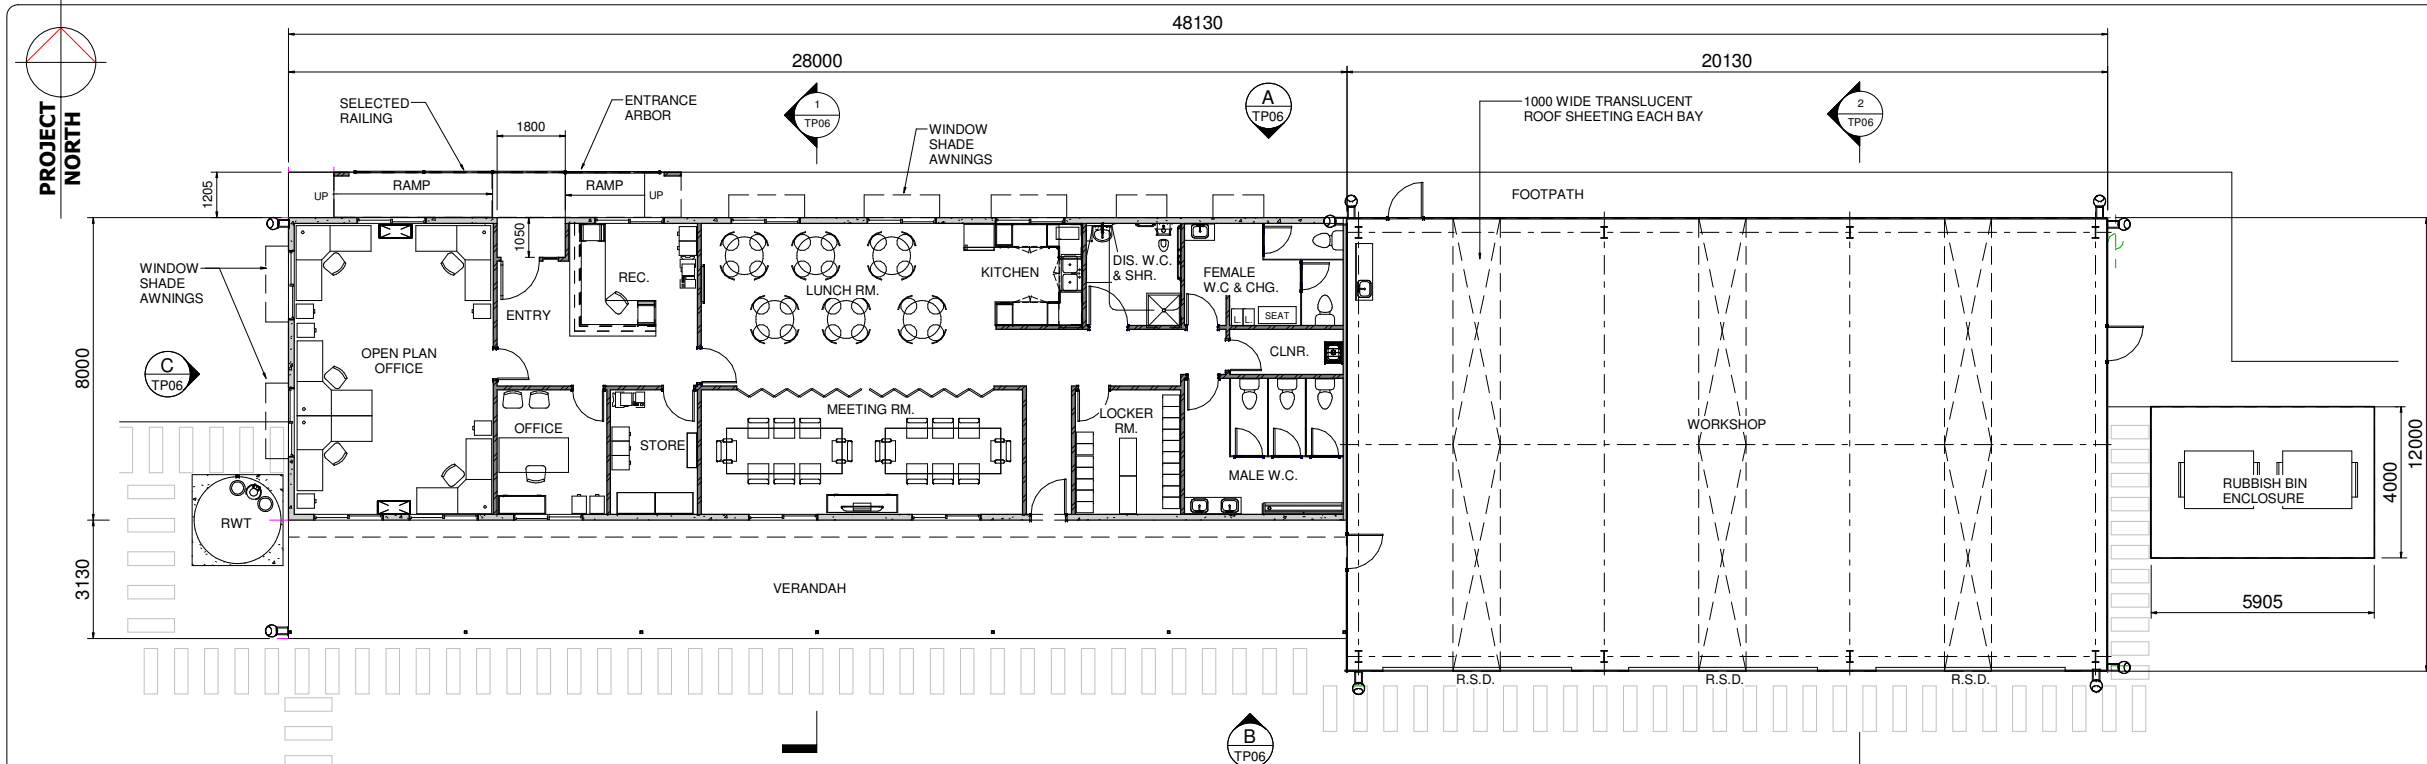 48130
28000
20130
PROJECT
NORTH
SELECTED
RAILING
ENTRANCE
ARBOR
1
TP06
A
TP06
1000 WIDE TRANSLUCENT
ROOF SHEETING EACH BAY
2
TP06
1800
WINDOW
SHADE
AWNINGS
1205
UP
RAMP
RAMP
UP
FOOTPATH
1050
WINDOW
SHADE
AWNINGS
REC.
LUNCH RM.
KITCHEN
DIS. W.C.
& SHR.
FEMALE
W.C & CHG.
ENTRY
L.
L.
SEAT
8000
C
TP06
OPEN PLAN
OFFICE
CLNR.
MEETING RM.
LOCKER
RM.
OFFICE
STORE
MALE W.C.
WORKSHOP
12000
4000
RUBBISH BIN
ENCLOSURE
RWT
3130
VERANDAH
5905
R.S.D.
R.S.D.
R.S.D.
B
TP06